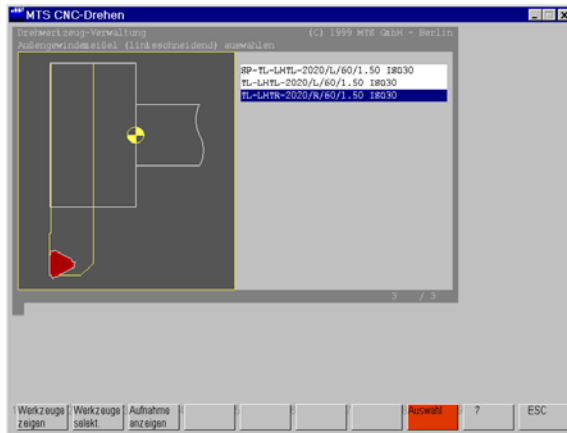 MTS CNC-Drehen
Drehwerkzeug-Verwaltung (C) 1999 MTS GmbH - Berlin
Außengewindemeißel (linksschneidend) auswählen
SP-TL-LHTL-2020/L/60/1.50 ISO30
TL-LHTL-2020/L/60/1.50 ISO30
TL-LHTR-2020/R/60/1.50 ISO30
3 / 3
Werkzeuge Werkzeuge Aufnahme Auswahl ? ESC
zeigen selekt. anzeigen